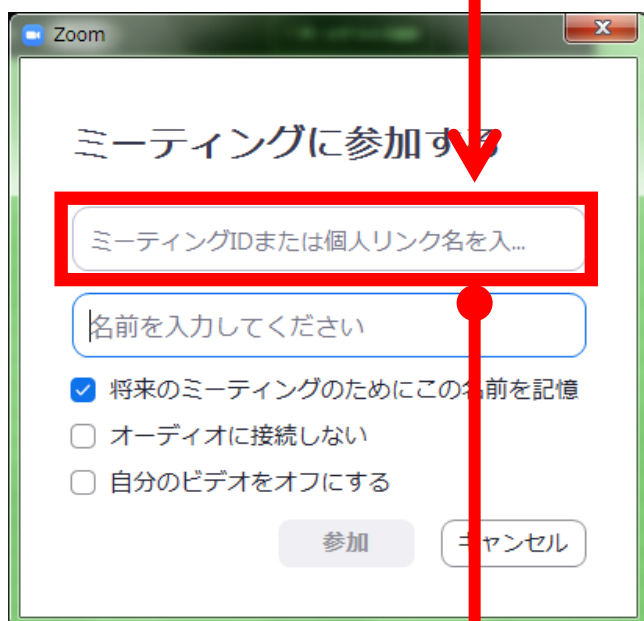 Zoom
ミーティングに参加する
ミーティングIDまたは個人リンク名を入...
名前を入力してください
将来のミーティングのためにこの名前を記憶
オーディオに接続しない
自分のビデオをオフにする
参加
キャンセル